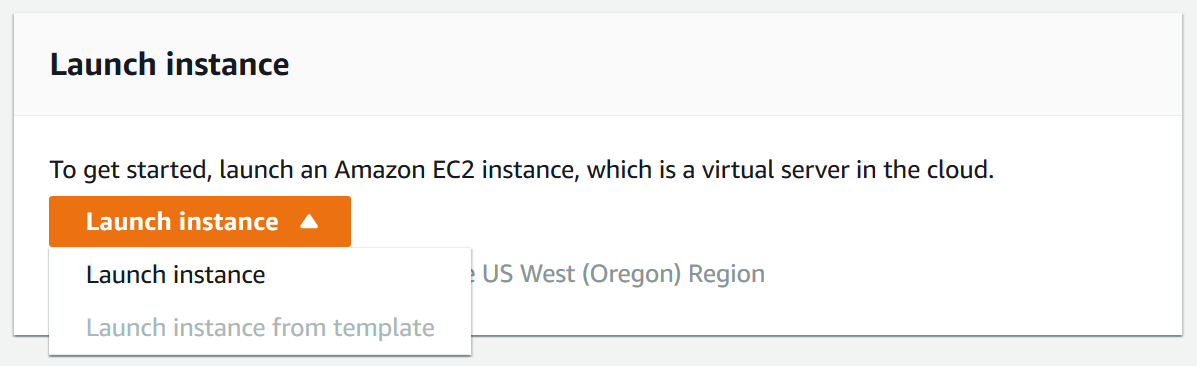 Launch instance
To get started, launch an Amazon EC2 instance, which is a virtual server in the cloud.
Launch instance
Launch instance
US West (Oregon) Region
Launch instance from template